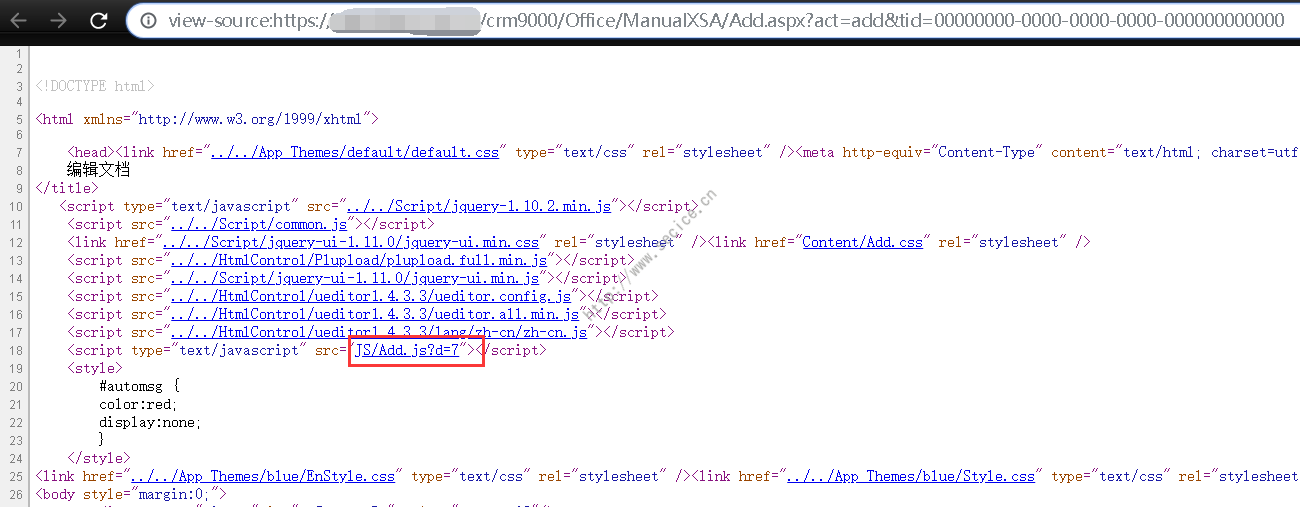 view-source:https:// /crm9000/Office/ManualXSA/Add.aspx?act=add&tid=00000000-0000-0000-0000-000000000000
1
2
3 <!DOCTYPE html>
4
5 <html xmlns="http://www.w3.org/1999/xhtml">
6
7 <head><link href="../../App_Themes/default/default.css" type="text/css" rel="stylesheet" /><meta http-equiv="Content-Type" content="text/html; charset=utf
8 编辑文档
9 </title>
10 <script type="text/javascript" src="../../Script/jquery-1.10.2.min.js"></script>
11 <script src="../../Script/common.js"></script>
12 <link href="../../Script/jquery-ui-1.11.0/jquery-ui.min.css" rel="stylesheet" /><link href="Content/Add.css" rel="stylesheet" />
13 <script src="../../HtmlControl/Plupload/plupload.full.min.js"></script>
14 <script src="../../Script/jquery-ui-1.11.0/jquery-ui.min.js"></script>
15 <script src="../../HtmlControl/ueditor1.4.3.3/ueditor.config.js"></script>
16 <script src="../../HtmlControl/ueditor1.4.3.3/ueditor.all.min.js"></script>
17 <script src="../../HtmlControl/ueditor1.4.3.3/lang/zh-cn/zh-cn.js"></script>
18 <script type="text/javascript" src="JS/Add.js?d=7"></script>
19 <style>
20 #automsg {
21 color:red;
22 display:none;
23 }
24 </style>
25 <link href="../../App_Themes/blue/EnStyle.css" type="text/css" rel="stylesheet" /><link href="../../App_Themes/blue/Style.css" type="text/css" rel="stylesheet"
26 <body style="margin:0;">
Http://www.secice.cn